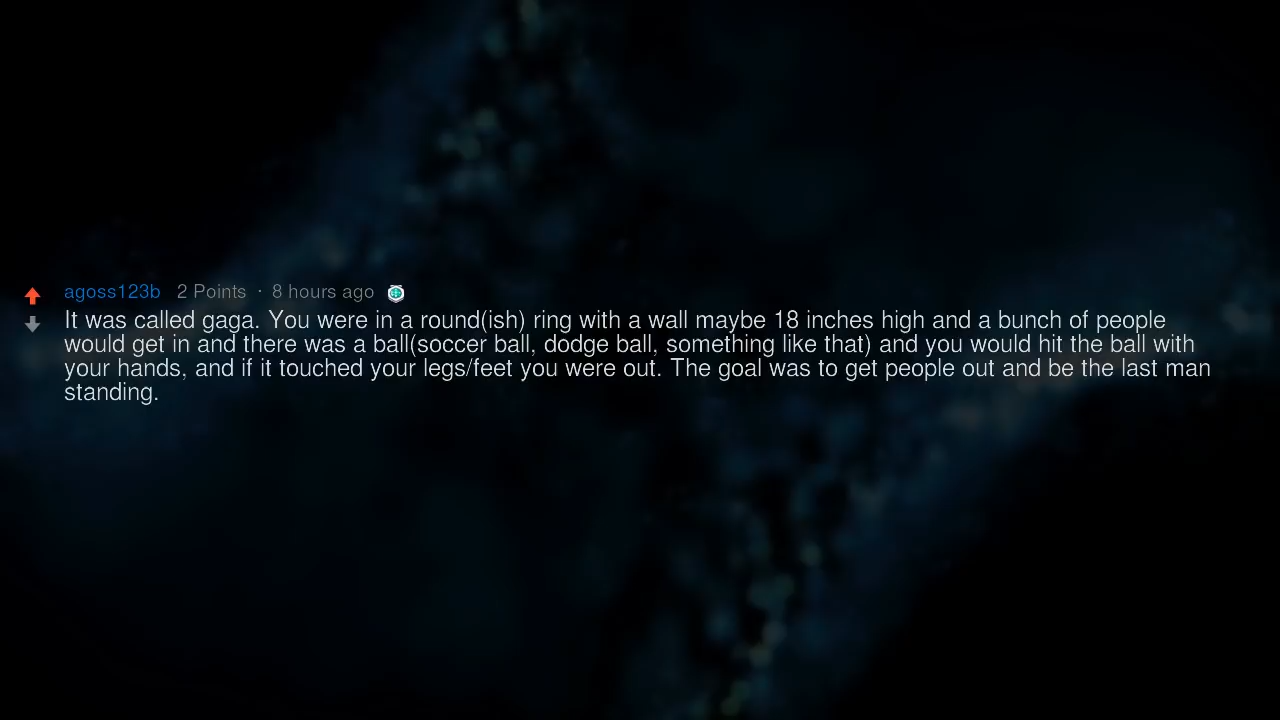 agoss123b 2 Points · 8 hours ago
It was called gaga. You were in a round(ish) ring with a wall maybe 18 inches high and a bunch of people
would get in and there was a ball(soccer ball, dodge ball, something like that) and you would hit the ball with
your hands, and if it touched your legs/feet you were out. The goal was to get people out and be the last man
standing.